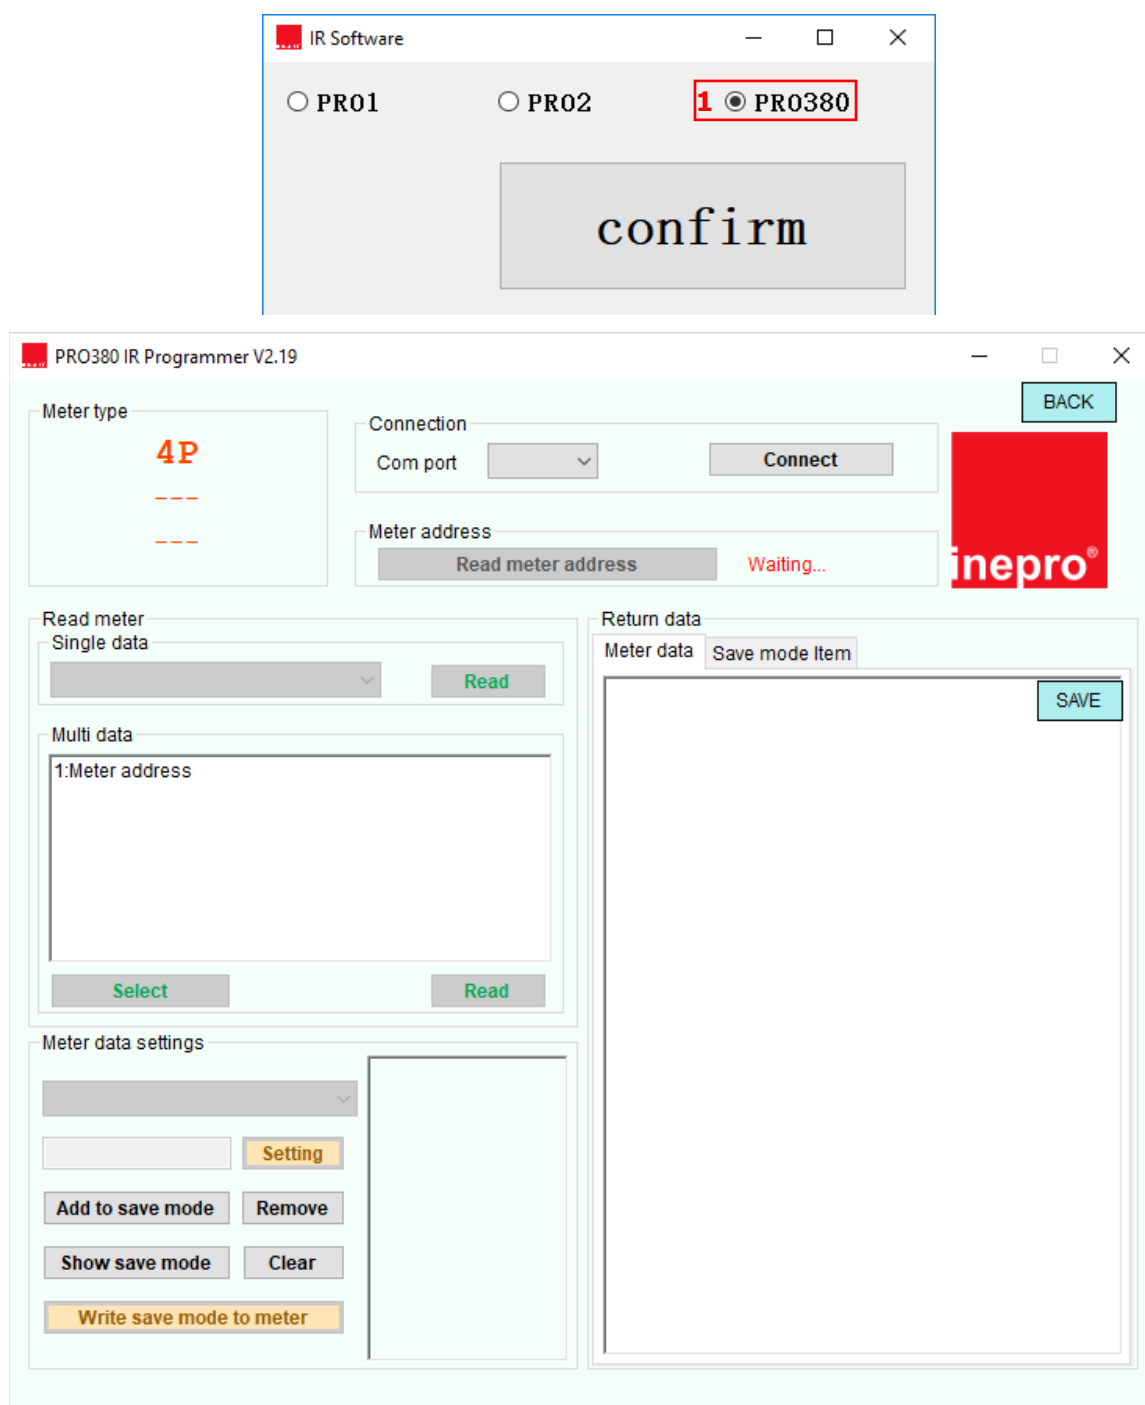 IR Software
PRO1
PRO2
1 PRO380
confirm
PRO380 IR Programmer V2.19
BACK
Meter type
4P
---
---
Connection
Com port
Connect
Meter address
Read meter address
Waiting...
inepro®
Read meter
Single data
Read
Multi data
1:Meter address
Select
Read
Return data
Meter data
Save mode Item
SAVE
Meter data settings
Setting
Add to save mode
Remove
Show save mode
Clear
Write save mode to meter